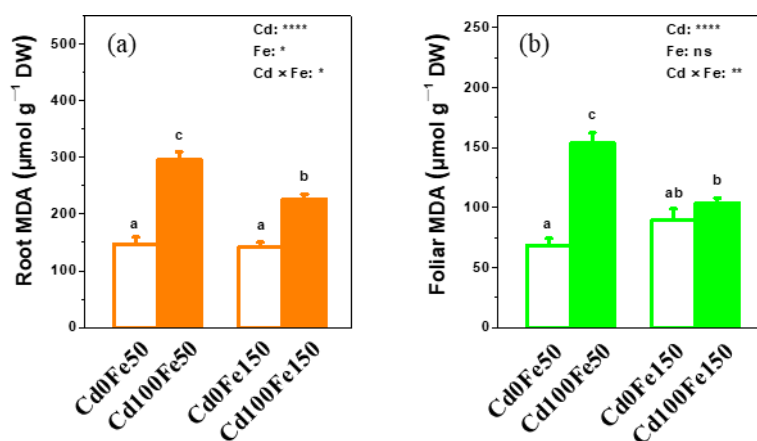 (a)
Cd: ****
Fe: *
Cd × Fe: *
Root MDA (μmol g⁻¹ DW)
500
400
300
200
100
0
a
c
a
b
Cd0Fe50
Cd100Fe50
Cd0Fe150
Cd100Fe150
(b)
Cd: ****
Fe: ns
Cd × Fe: **
Foliar MDA (μmol g⁻¹ DW)
250
200
150
100
50
0
a
c
ab
b
Cd0Fe50
Cd100Fe50
Cd0Fe150
Cd100Fe150